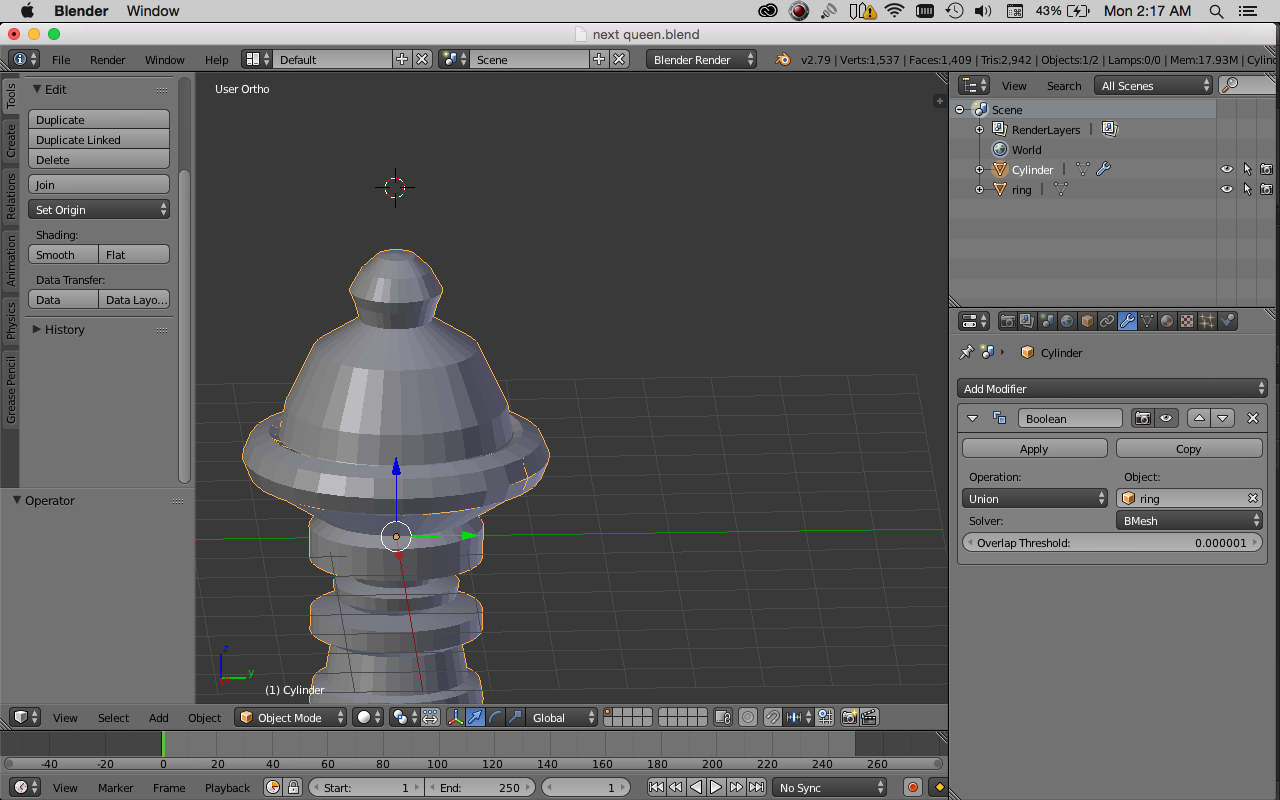 Blender Window 43% Mon 2:17 AM
next queen.blend
File Render Window Help Default Scene Blender Render v2.79 | Verts:1,537 | Faces:1,409 | Tris:2,942 | Objects:1/2 | Lamps:0/0 | Mem:17.93M | Cylind
Tools
Create
Relations
Animation
Physics
Grease Pencil
Edit
Duplicate
Duplicate Linked
Delete
Join
Set Origin
Shading:
Smooth Flat
Data Transfer:
Data Data Layo...
History
Operator
User Ortho
z
y
(1) Cylinder
View Search All Scenes
Scene
RenderLayers
World
Cylinder
ring
Cylinder
Add Modifier
Boolean
Apply Copy
Operation: Object:
Union ring
Solver: BMesh
Overlap Threshold: 0.000001
View Select Add Object Object Mode Global
-40 -20 0 20 40 60 80 100 120 140 160 180 200 220 240 260
View Marker Frame Playback Start: 1 End: 250 1 No Sync